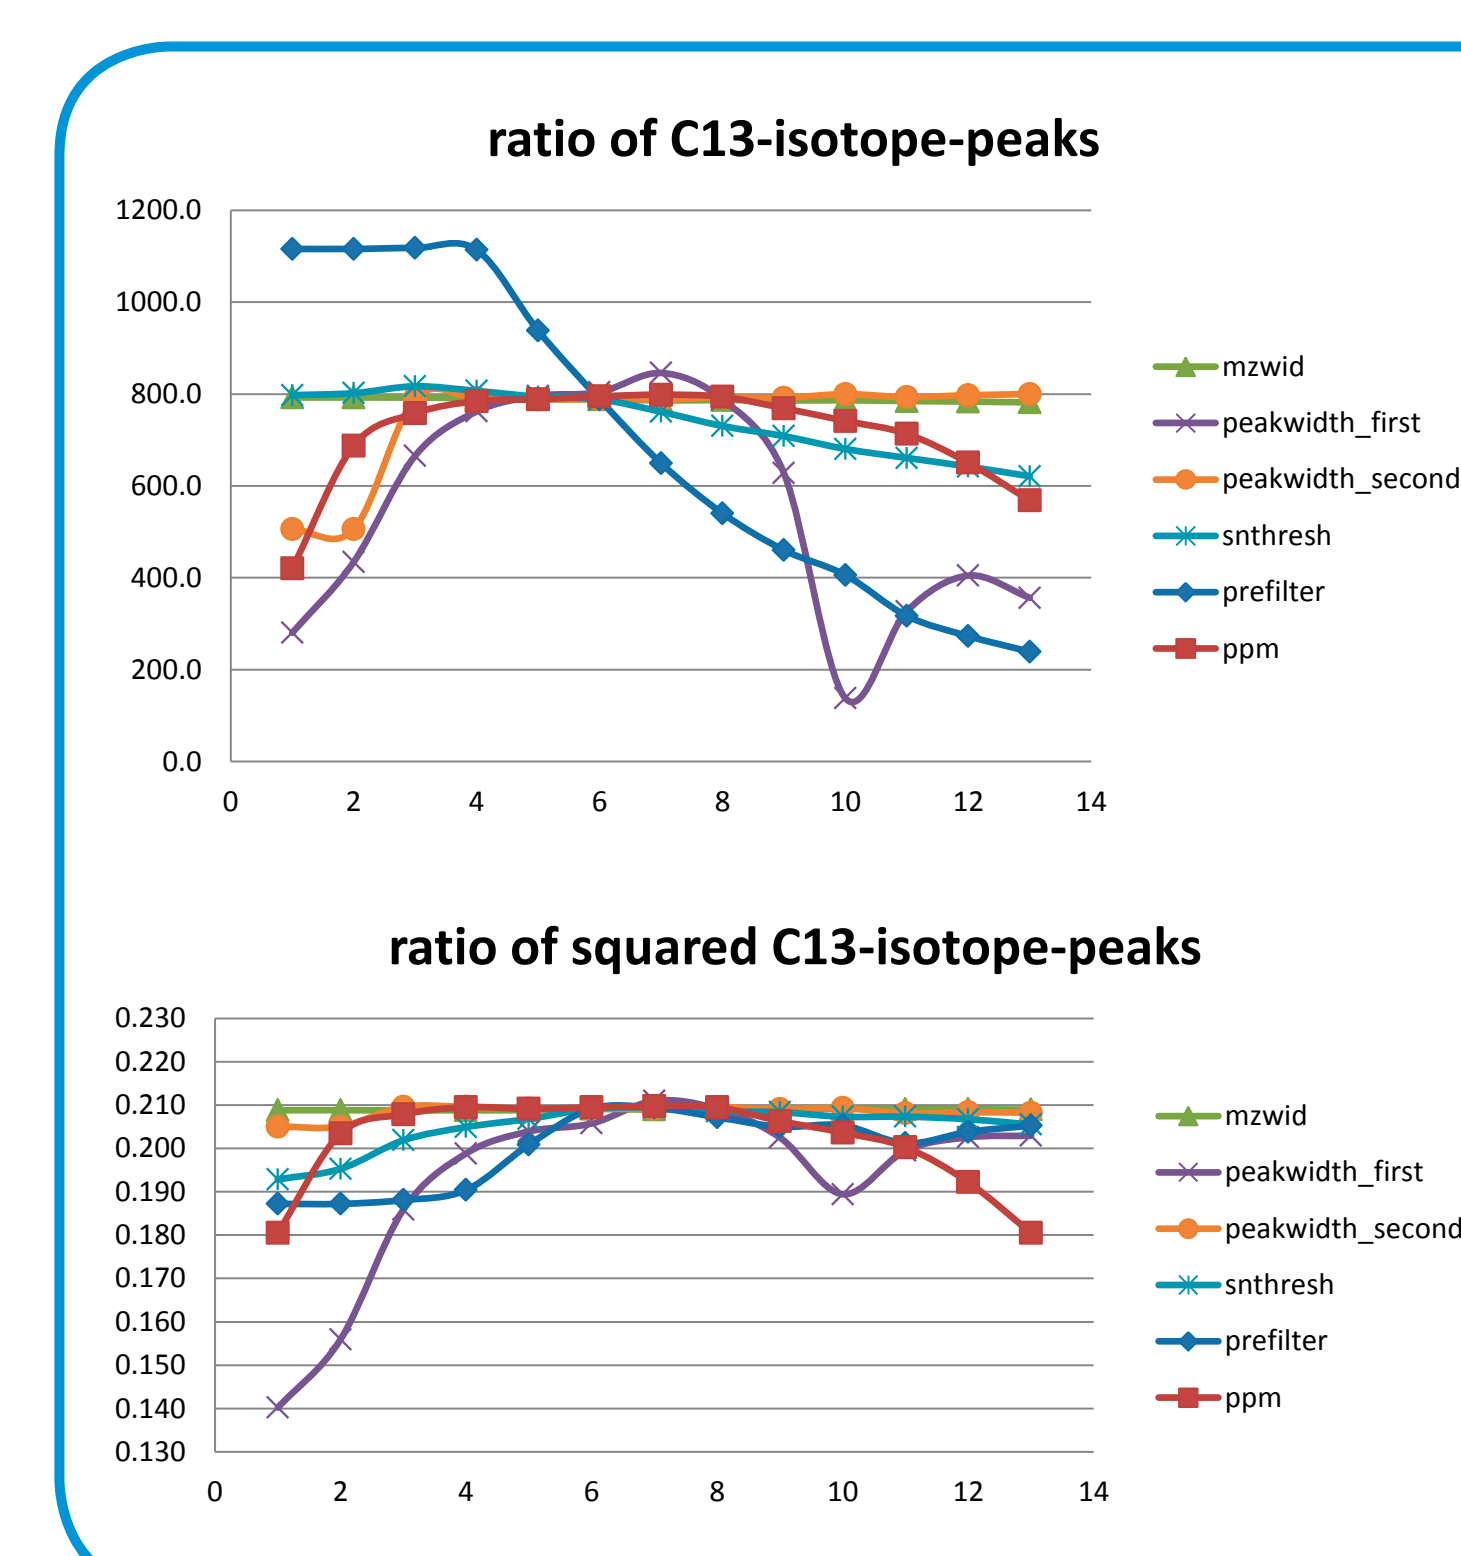 ratio of C13-isotope-peaks
1200.0
1000.0
800.0
600.0
400.0
200.0
0.0
0 2 4 6 8 10 12 14
mzwid
peakwidth_first
peakwidth_second
snthresh
prefilter
ppm
ratio of squared C13-isotope-peaks
0.230
0.220
0.210
0.200
0.190
0.180
0.170
0.160
0.150
0.140
0.130
0 2 4 6 8 10 12 14
mzwid
peakwidth_first
peakwidth_second
snthresh
prefilter
ppm